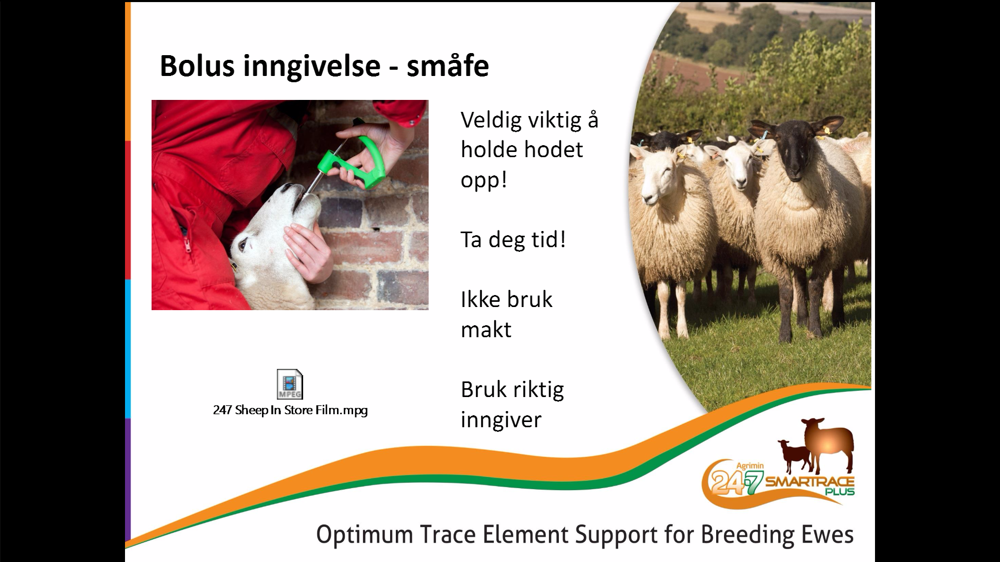 Bolus inngivelse - småfe
Veldig viktig å
holde hodet
opp!
Ta deg tid!
Ikke bruk
makt
Bruk riktig
inngiver
MPEG
247 Sheep In Store Film.mpg
Agrimin
24•7 SMARTRACE
PLUS
Optimum Trace Element Support for Breeding Ewes